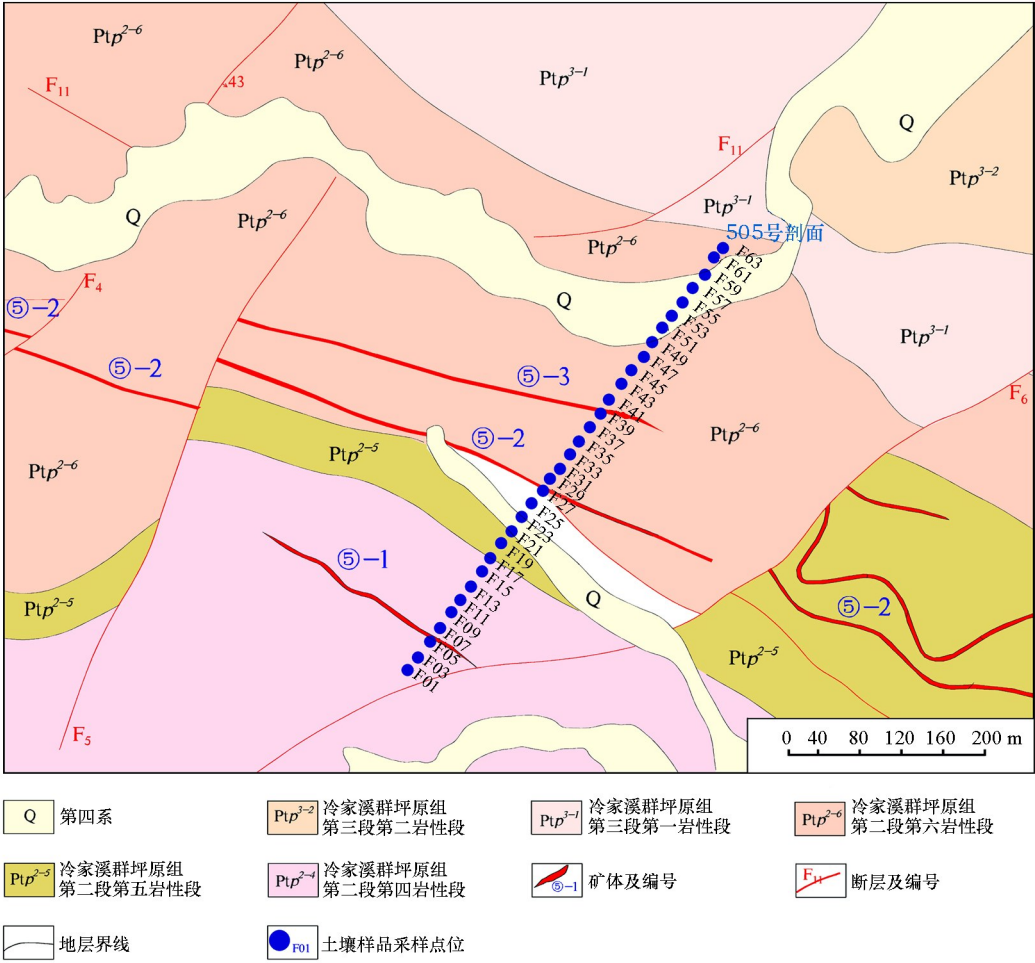 Ptp²⁻⁶
Ptp²⁻⁶
Ptp³⁻¹
F₁₁
43
Q
F₁₁
Ptp³⁻²
Ptp³⁻¹
Q
Ptp²⁻⁶
505号剖面
Ptp²⁻⁶
F63
F61
F₄
F59
⑤-2
Q
F57
F55
F53
Ptp³⁻¹
F51
F49
⑤-2
⑤-3
F47
F45
F₆
F43
F41
F39
⑤-2
Ptp²⁻⁶
F37
Ptp²⁻⁵
F35
Ptp²⁻⁶
F33
F31
F29
F27
F25
F23
F21
⑤-1
F19
F17
F15
Q
Ptp²⁻⁵
F13
⑤-2
F11
F09
F07
F05
Ptp²⁻⁵
F03
F01
F₅
0 40 80 120 160 200 m
Q 第四系
Ptp³⁻² 冷家溪群坪原组
第三段第二岩性段
Ptp³⁻¹ 冷家溪群坪原组
第三段第一岩性段
Ptp²⁻⁶ 冷家溪群坪原组
第二段第六岩性段
Ptp²⁻⁵ 冷家溪群坪原组
第二段第五岩性段
Ptp²⁻⁴ 冷家溪群坪原组
第二段第四岩性段
⑤-1 矿体及编号
F₁₁ 断层及编号
地层界线
F01 土壤样品采样点位